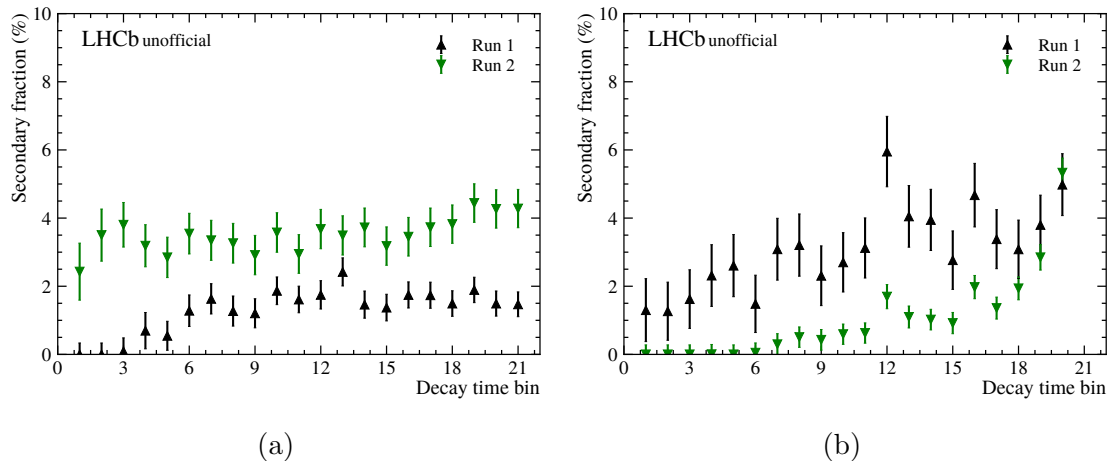 LHCb unofficial
Run 1
Run 2
Secondary fraction (%)
10
8
6
4
2
0
0 3 6 9 12 15 18 21
Decay time bin
(a)
LHCb unofficial
Run 1
Run 2
Secondary fraction (%)
10
8
6
4
2
0
0 3 6 9 12 15 18 21
Decay time bin
(b)